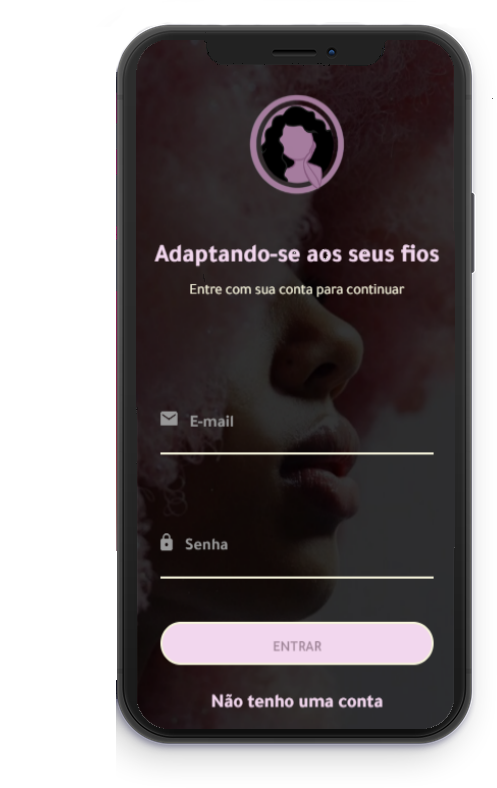 Adaptando-se aos seus fios
Entre com sua conta para continuar
E-mail
Senha
ENTRAR
Não tenho uma conta